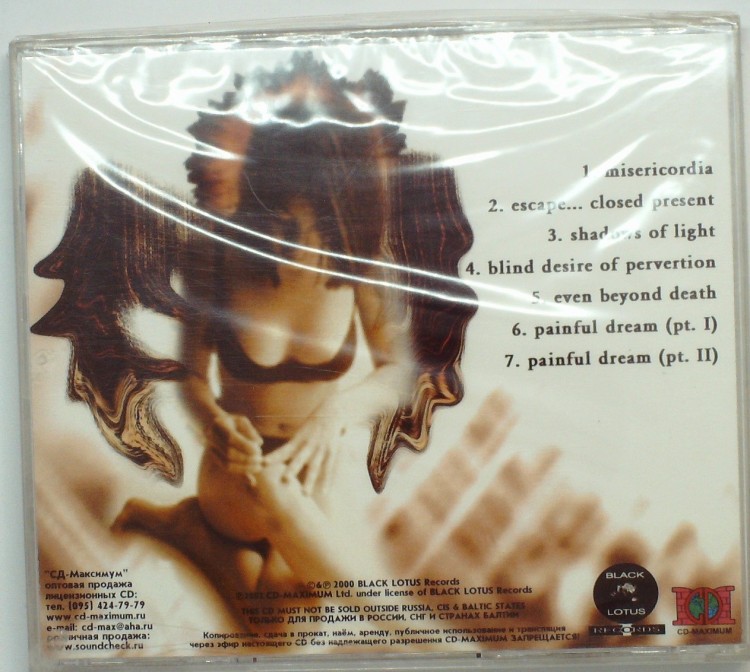 1. misericordia
2. escape... closed present
3. shadows of light
4. blind desire of pervertion
5. even beyond death
6. painful dream (pt. I)
7. painful dream (pt. II)
"СД-Максимум"
оптовая продажа
лицензионных CD:
тел. (095) 424-79-79
www.cd-maximum.ru
e-mail: cd-max@aha.ru
розничная продажа:
www.soundcheck.ru
©&℗ 2000 BLACK LOTUS Records
CD-MAXIMUM Ltd. under license of BLACK LOTUS Records
THIS CD MUST NOT BE SOLD OUTSIDE RUSSIA, CIS & BALTIC STATES
ТОЛЬКО ДЛЯ ПРОДАЖИ В РОССИИ, СНГ И СТРАНАХ БАЛТИИ
Копирование, сдача в прокат, наём, аренду, публичное использование и трансляция
через эфир настоящего CD без надлежащего разрешения CD-MAXIMUM ЗАПРЕЩАЕТСЯ!
BLACK
LOTUS
RECORDS
CD-MAXIMUM